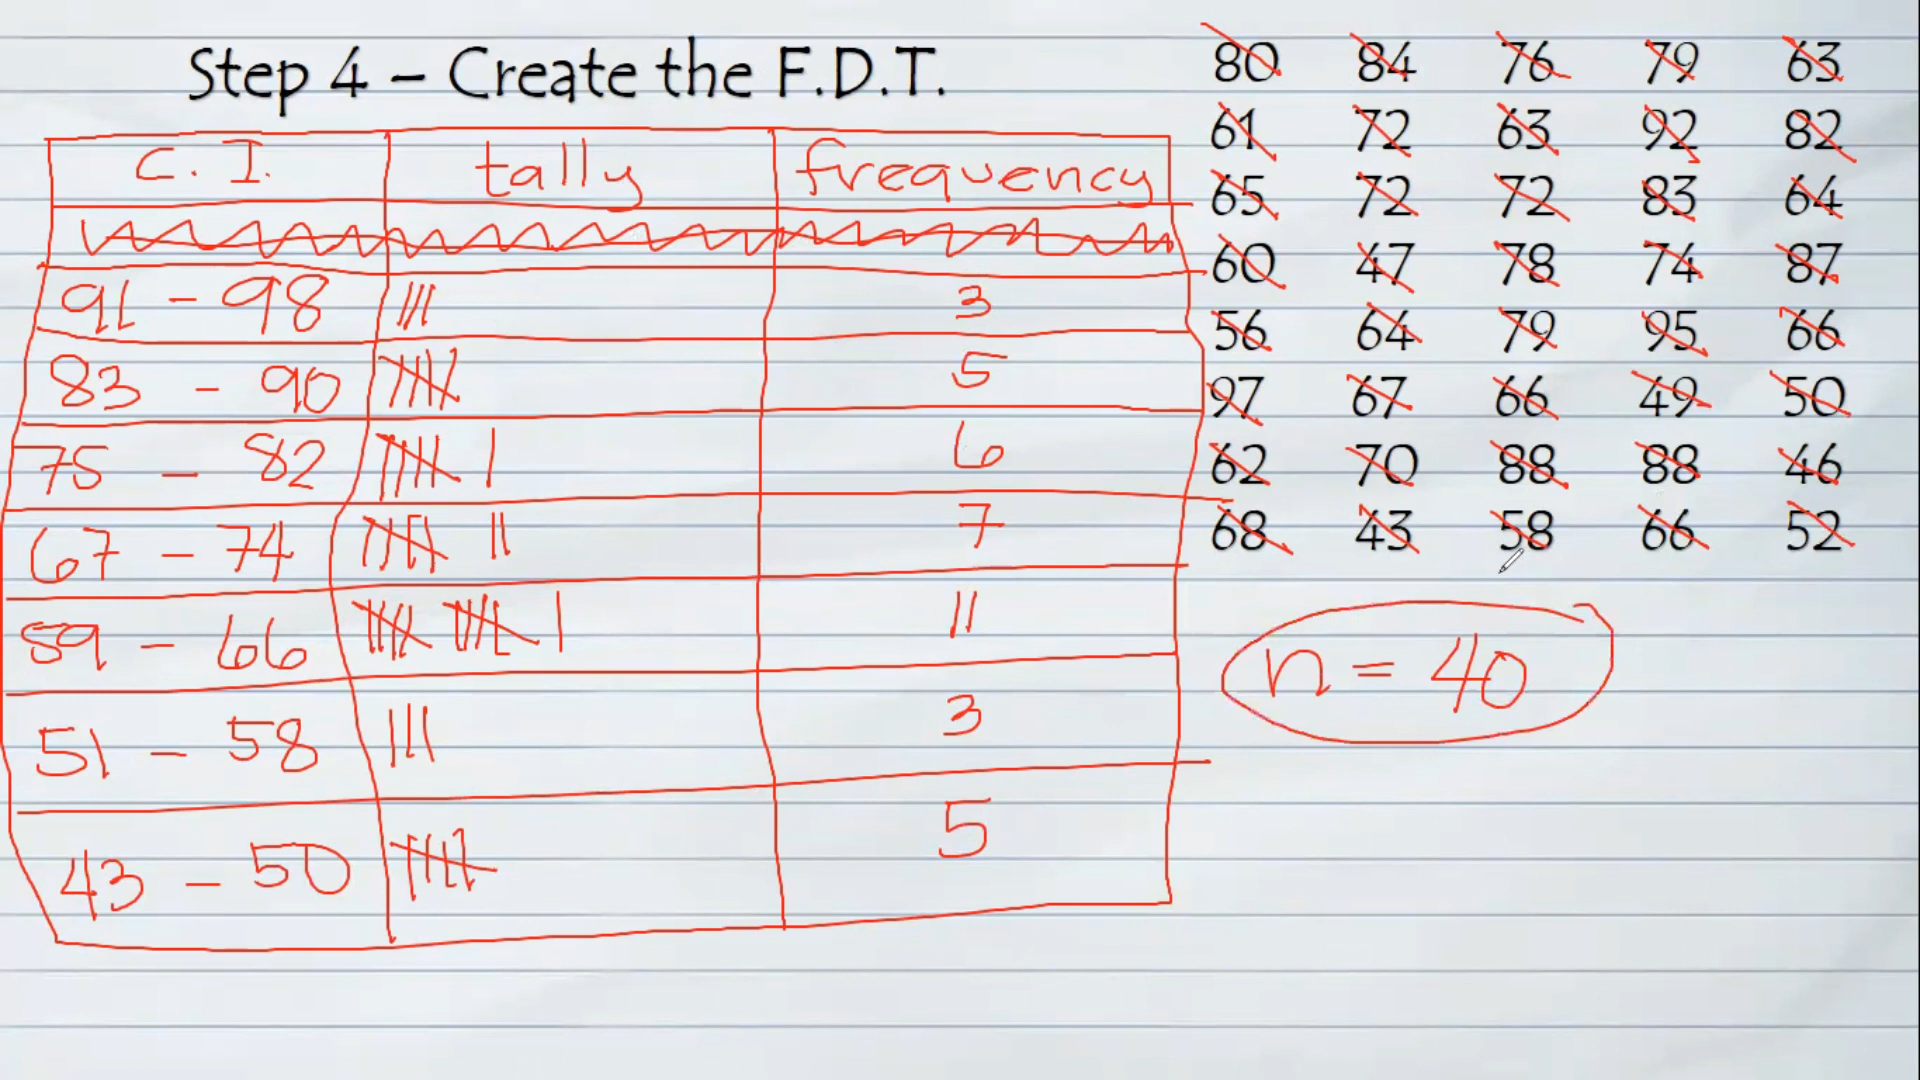 Step 4 – Create the F.D.T.
C. I. tally frequency
91 - 98 3
83 - 90 5
75 - 82 6
67 - 74 7
59 - 66 11
51 - 58 3
43 - 50 5
80 84 76 79 63
61 72 63 92 82
65 72 72 83 64
60 47 78 74 87
56 64 79 95 66
97 67 66 49 50
62 70 88 88 46
68 43 58 66 52
n = 40